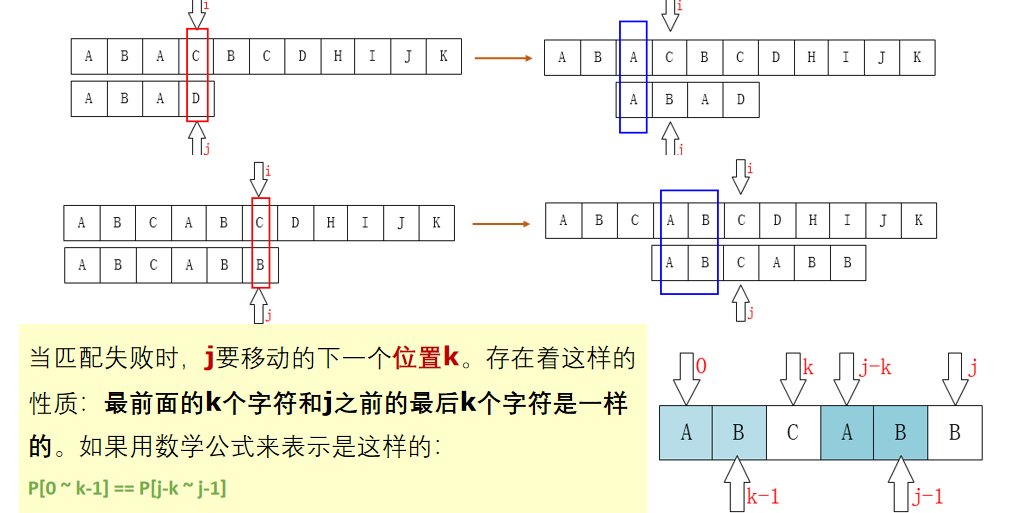 i i
A B A C B C D H I J K A B A C B C D H I J K
A B A D A B A D
j j
i i
A B C A B C D H I J K A B C A B C D H I J K
A B C A B B A B C A B B
j j
当匹配失败时，j要移动的下一个位置k。存在着这样的
性质：最前面的k个字符和j之前的最后k个字符是一样
的。如果用数学公式来表示是这样的：
P[0 ~ k-1] == P[j-k ~ j-1]
0 k j-k j
A B C A B B
k-1 j-1